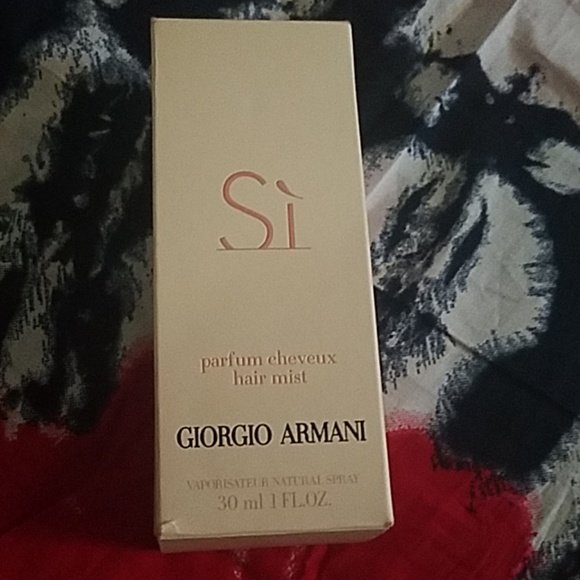 Sì
parfum cheveux
hair mist
GIORGIO ARMANI
VAPORISATEUR NATURAL SPRAY
30 ml 1 FL.OZ.